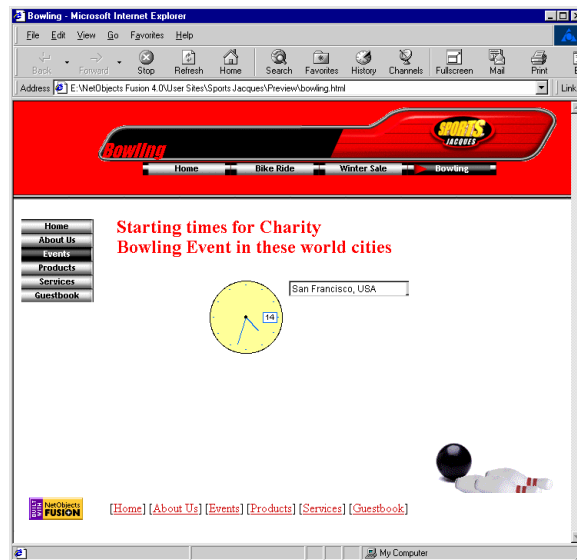 Bowling - Microsoft Internet Explorer
File Edit View Go Favorites Help
Back Forward Stop Refresh Home Search Favorites History Channels Fullscreen Mail Print
Address E:\NetObjects Fusion 4.0\User Sites\Sports Jacques\Preview\bowling.html Link
SPORTS
JACQUES
Bowling
Home Bike Ride Winter Sale Bowling
Home
About Us
Events
Products
Services
Guestbook
Starting times for Charity
Bowling Event in these world cities
San Francisco, USA
14
BUILT WITH NetObjects FUSION
[Home] [About Us] [Events] [Products] [Services] [Guestbook]
My Computer